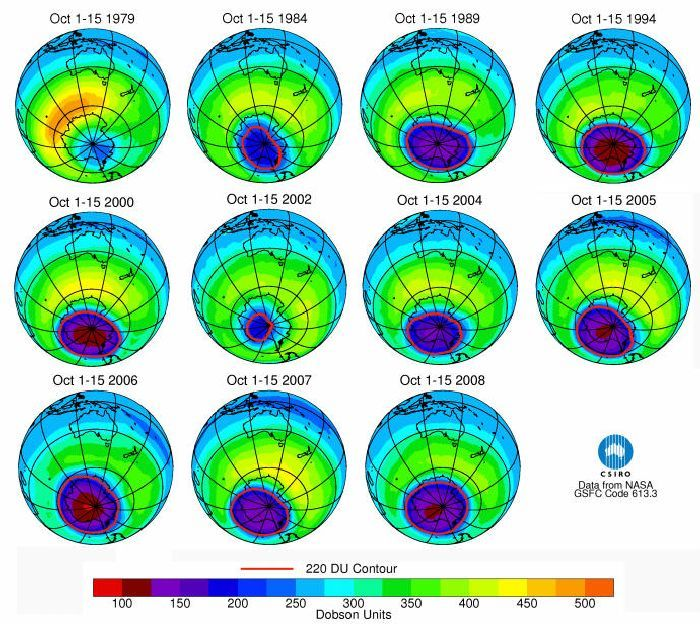 Oct 1-15 1979
Oct 1-15 1984
Oct 1-15 1989
Oct 1-15 1994
Oct 1-15 2000
Oct 1-15 2002
Oct 1-15 2004
Oct 1-15 2005
Oct 1-15 2006
Oct 1-15 2007
Oct 1-15 2008
CSIRO
Data from NASA
GSFC Code 613.3
220 DU Contour
100 150 200 250 300 350 400 450 500
Dobson Units